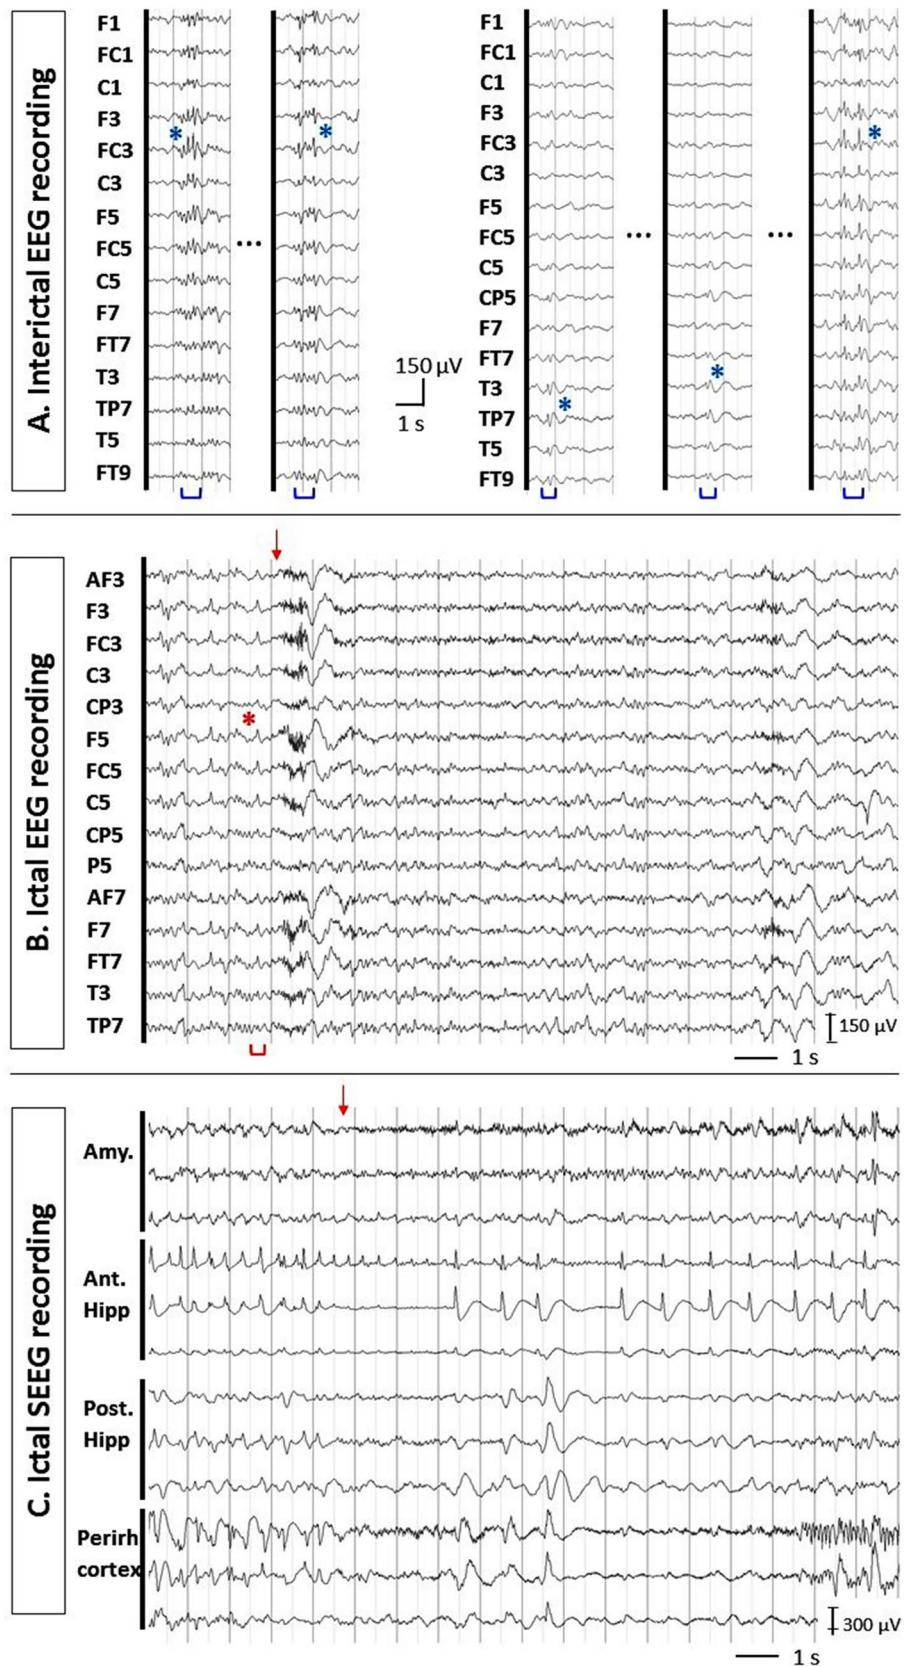 A. Interictal EEG recording
F1
FC1
C1
F3
*
*
FC3
C3
F5
FC5
...
C5
F7
FT7
T3
TP7
T5
FT9
150 µV
1 s
F1
FC1
C1
F3
*
FC3
C3
F5
FC5
...
...
C5
CP5
F7
FT7
*
T3
*
TP7
T5
FT9
B. Ictal EEG recording
AF3
F3
FC3
C3
CP3
*
F5
FC5
C5
CP5
P5
AF7
F7
FT7
T3
TP7
150 µV
1 s
C. Ictal SEEG recording
Amy.
Ant.
Hipp
Post.
Hipp
Perirh
cortex
300 µV
1 s